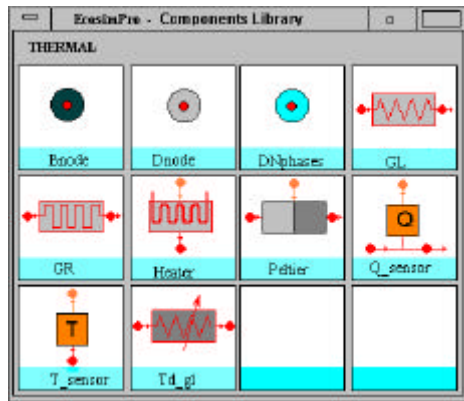 EcosimPro - Components Library
THERMAL
Bnode Dnode DNphases GL
Q
GR Heater Peltier Q_sensor
T
T_sensor Td_gl